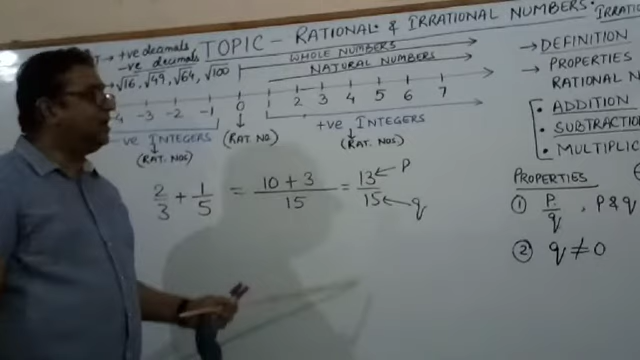 TOPIC - RATIONAL & IRRATIONAL NUMBERS.
→ +ve decimals
-ve decimals
√16, √49, √64, √100
WHOLE NUMBERS
NATURAL NUMBERS
-3 -2 -1 0 1 2 3 4 5 6 7
ve INTEGERS
(RAT. NOS)
(RAT. NO)
+ve INTEGERS
(RAT. NOS)
2/3 + 1/5 = 10 + 3/15 = 13/15
p
q
→ DEFINITION
→ PROPERTIES
RATIONAL
• ADDITION
• SUBTRACTIO
• MULTIPLIC
PROPERTIES
① P/q , P & q
② q ≠ 0